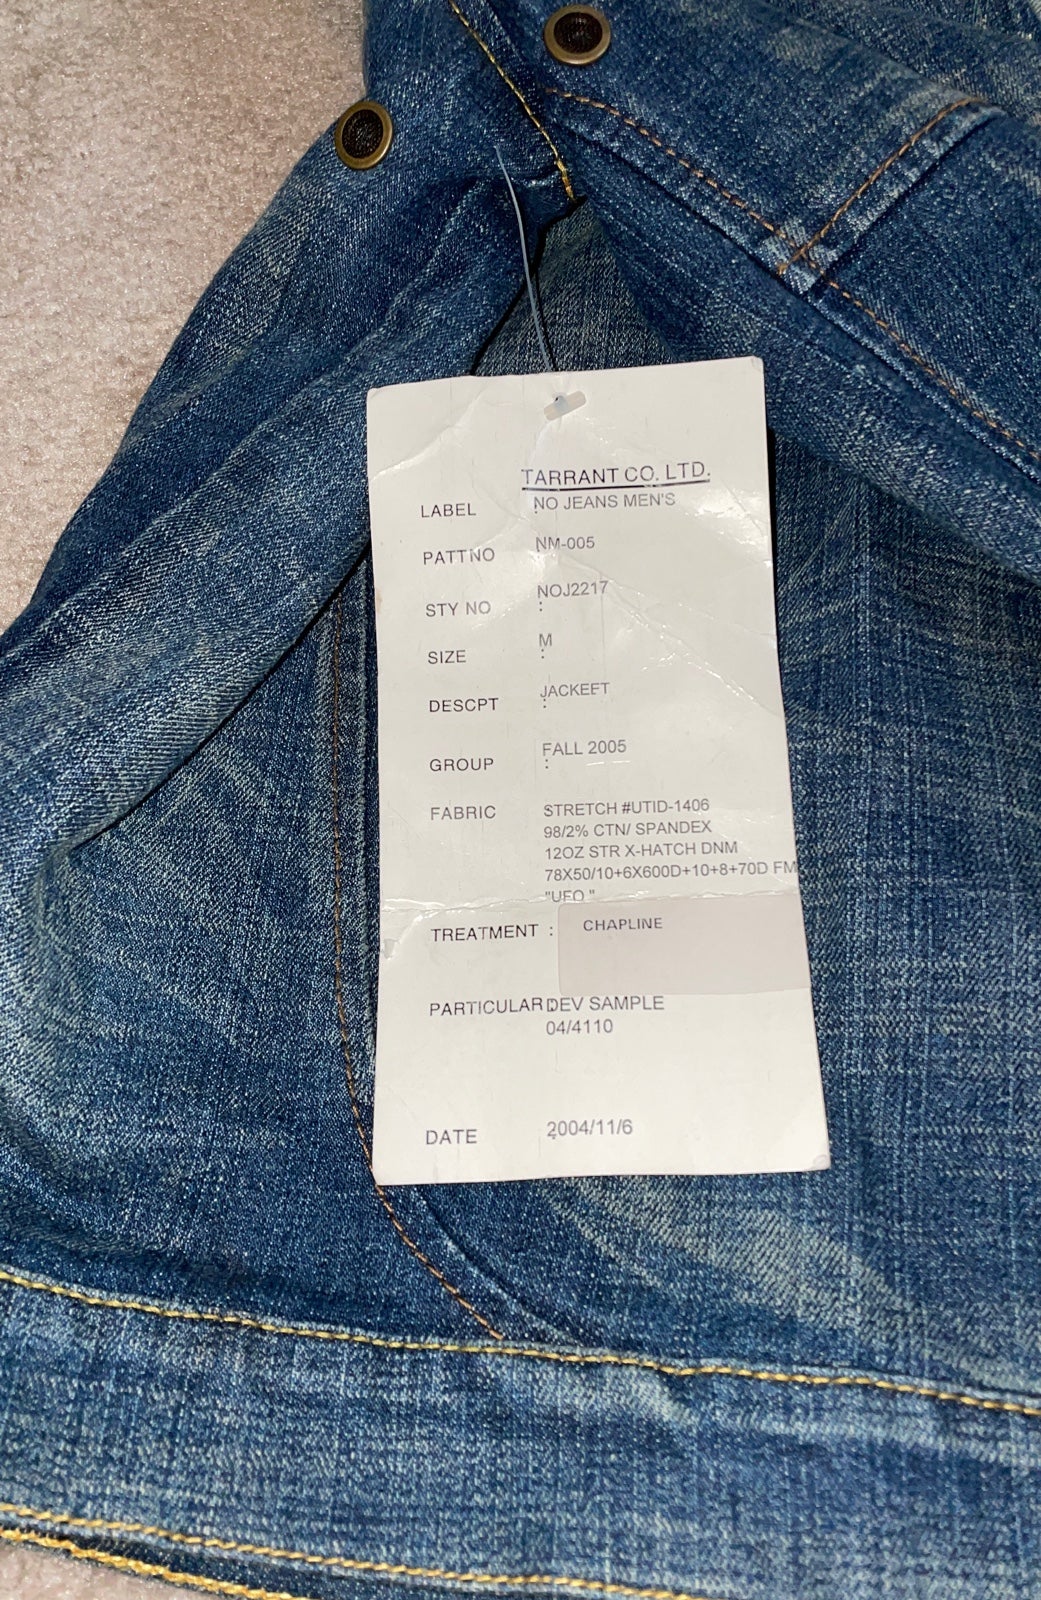 TARRANT CO. LTD.
LABEL : NO JEANS MEN'S
PATTNO NM-005
STY NO : NOJ2217
SIZE : M
DESCPT : JACKEFT
GROUP : FALL 2005
FABRIC STRETCH #UTID-1406
98/2% CTN/ SPANDEX
12OZ STR X-HATCH DNM
78X50/10+6X600D+10+8+70D FM
"UFO "
TREATMENT : CHAPLINE
PARTICULAR DEV SAMPLE
04/4110
DATE : 2004/11/6